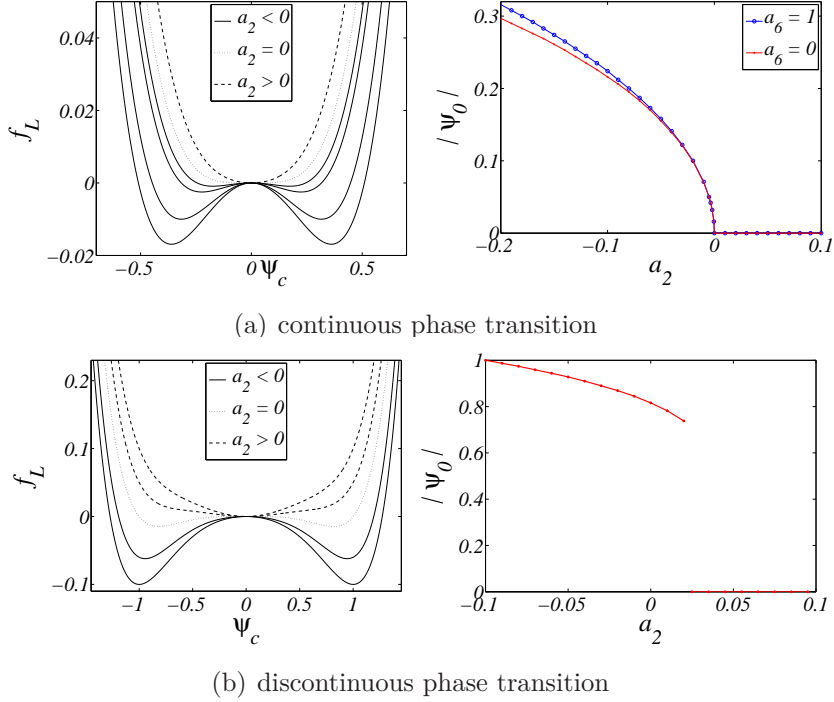 0.04
0.02
0
−0.02
f_L
−0.5
0
0.5
ψ_c
a_2 < 0
a_2 = 0
a_2 > 0
0.3
0.2
0.1
0
|ψ_0|
−0.2
−0.1
0
0.1
a_2
a_6 = 1
a_6 = 0
(a) continuous phase transition
0.2
0.1
0
−0.1
f_L
−1
−0.5
0
0.5
1
ψ_c
a_2 < 0
a_2 = 0
a_2 > 0
1
0.8
0.6
0.4
0.2
0
|ψ_0|
−0.1
−0.05
0
0.05
0.1
a_2
(b) discontinuous phase transition